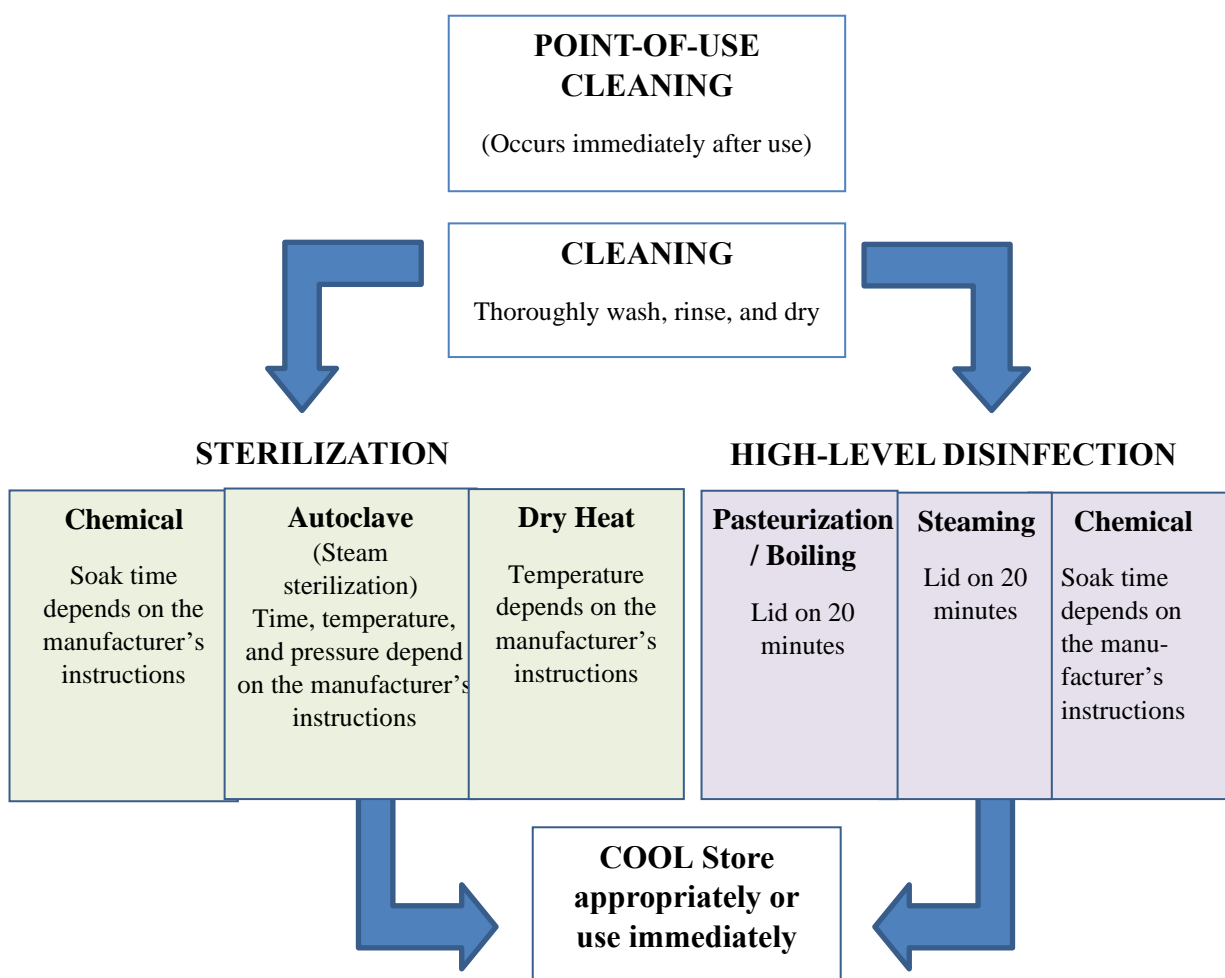 POINT-OF-USE
CLEANING
(Occurs immediately after use)
CLEANING
Thoroughly wash, rinse, and dry
STERILIZATION
Chemical
Soak time
depends on the
manufacturer’s
instructions
Autoclave
(Steam
sterilization)
Time, temperature,
and pressure depend
on the manufacturer’s
instructions
Dry Heat
Temperature
depends on the
manufacturer’s
instructions
HIGH-LEVEL DISINFECTION
Pasteurization
/ Boiling
Lid on 20
minutes
Steaming
Lid on 20
minutes
Chemical
Soak time
depends on
the manu-
facturer’s
instructions
COOL Store
appropriately or
use immediately